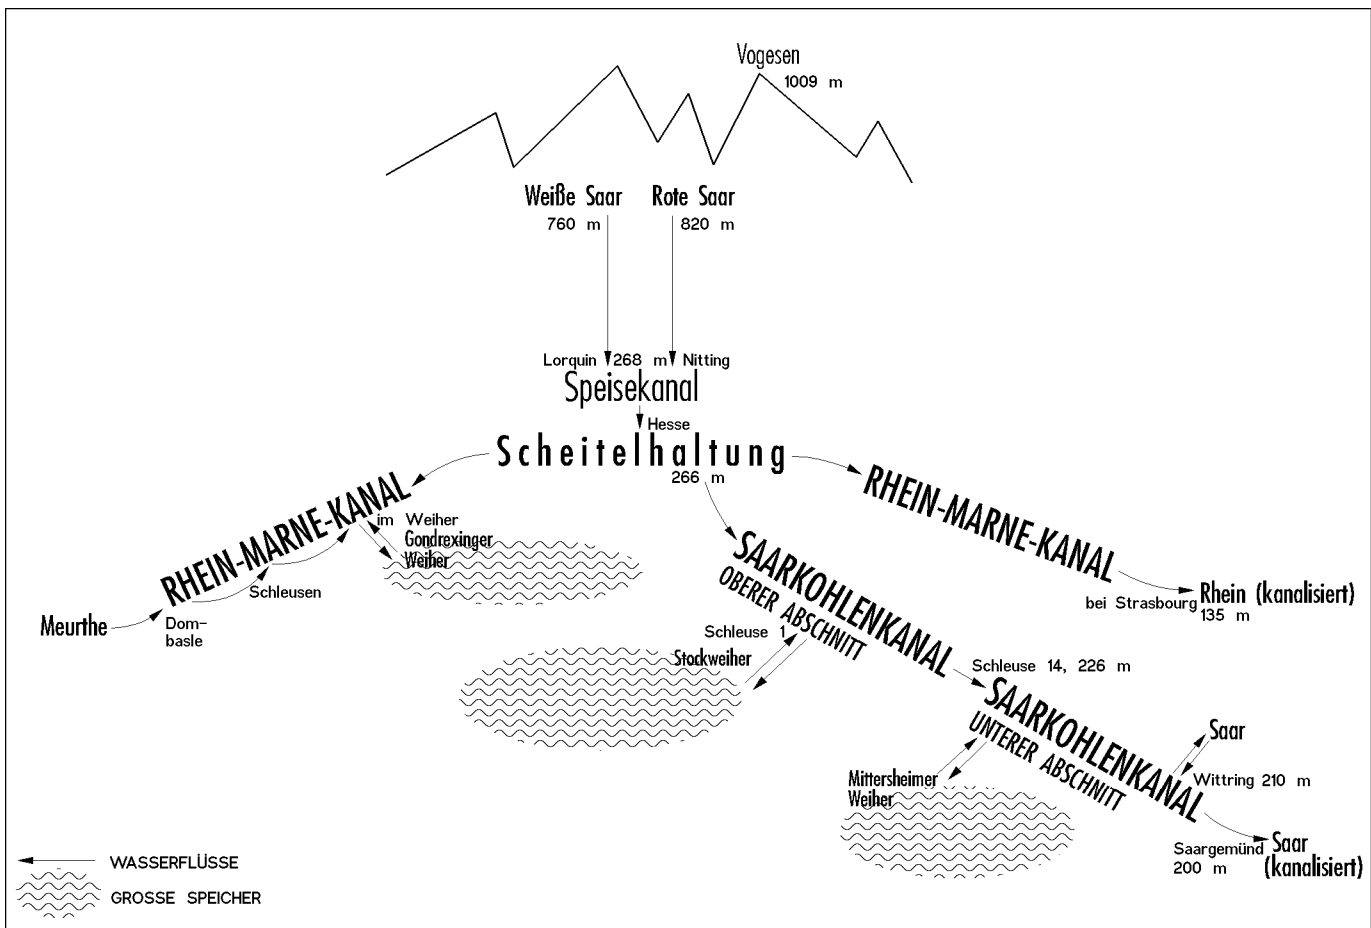 Vogesen
1009 m
Weiße Saar
760 m
Rote Saar
820 m
Lorquin 268 m Nitting
Speisekanal
Hesse
Scheitelhaltung
266 m
RHEIN-MARNE-KANAL
im Weiher
Gondrexinger
Weiher
Schleusen
Meurthe
Dom-
basle
RHEIN-MARNE-KANAL
bei Strasbourg
Rhein (kanalisiert)
135 m
SAARKOHLENKANAL
OBERER ABSCHNITT
Schleuse 1
Stockweiher
Schleuse 14, 226 m
SAARKOHLENKANAL
UNTERER ABSCHNITT
Saar
Wittring 210 m
Mittersheimer
Weiher
Saargemünd
200 m
Saar
(kanalisiert)
WASSERFLÜSSE
GROSSE SPEICHER